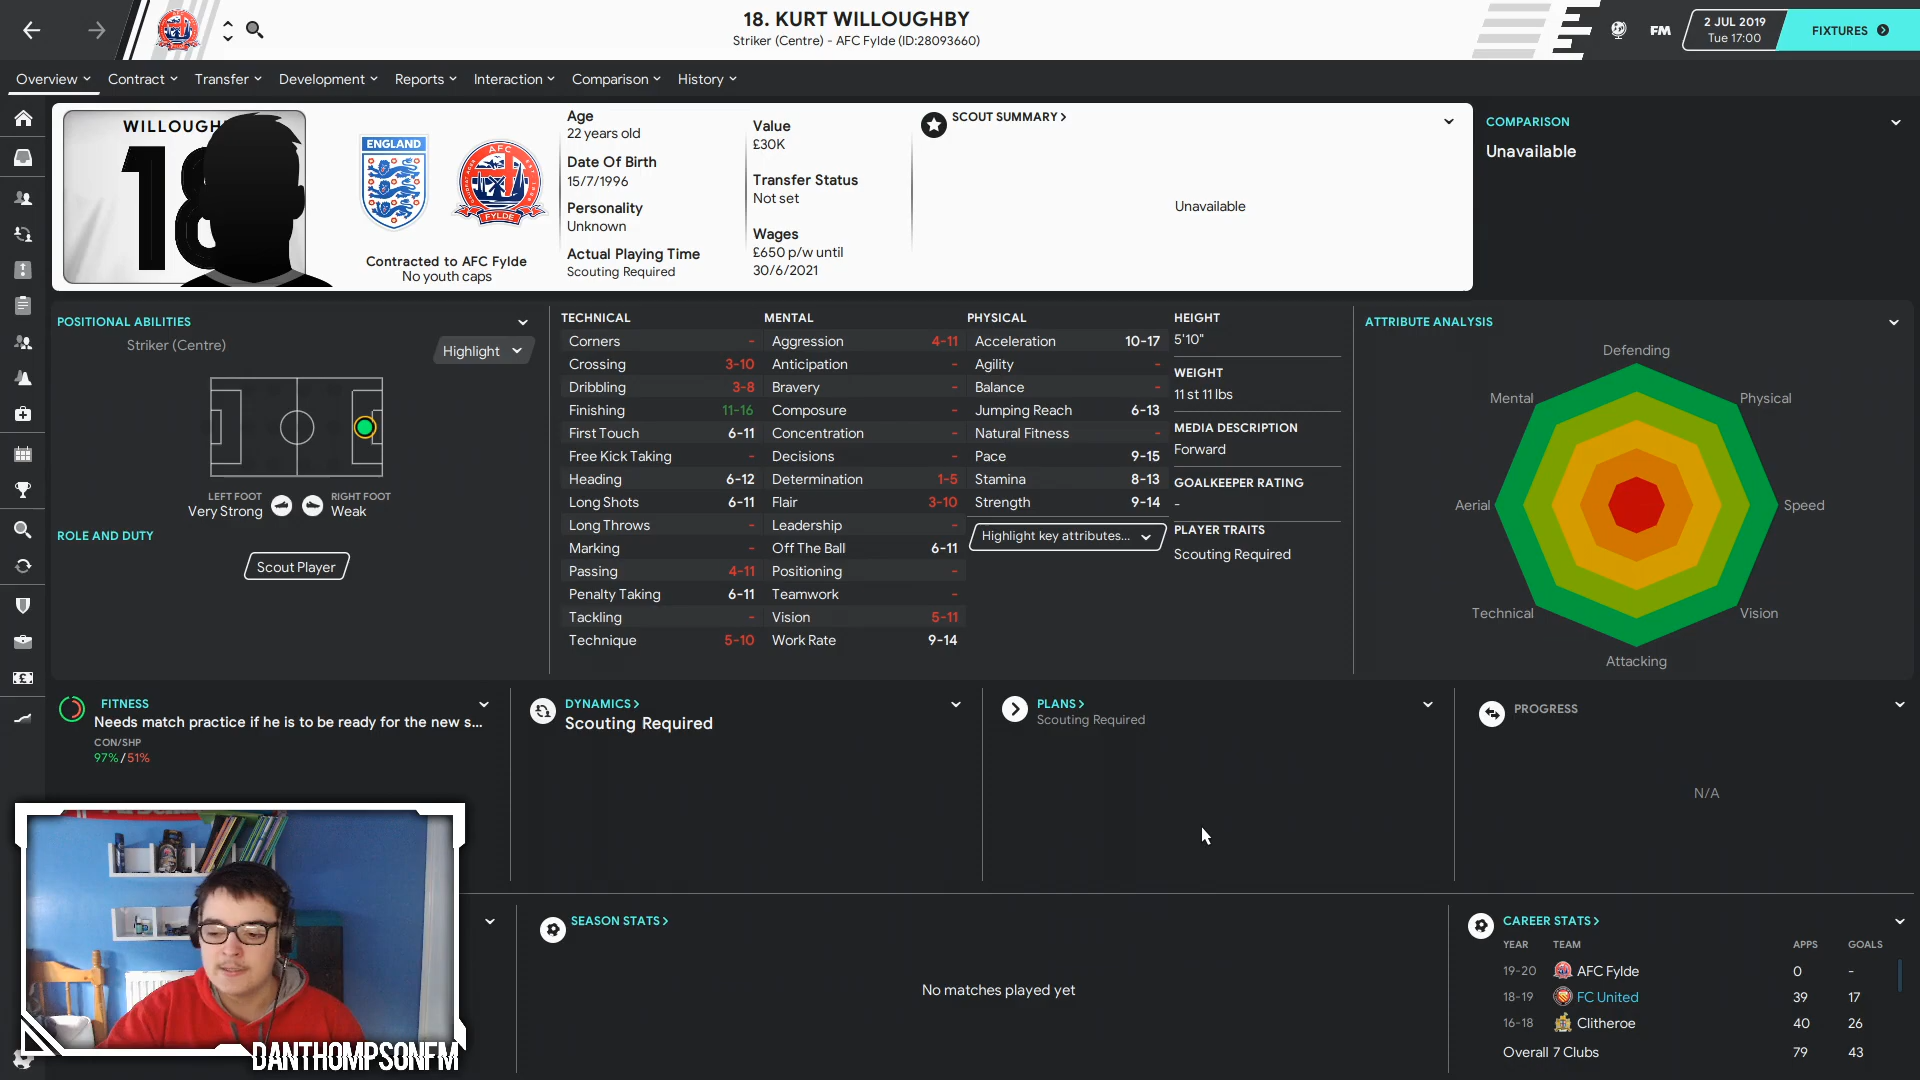 18. KURT WILLOUGHBY
Striker (Centre) - AFC Fylde (ID:28093660)
FM
2 JUL 2019
Tue 17:00
FIXTURES
Overview
Contract
Transfer
Development
Reports
Interaction
Comparison
History
WILLOUGH
18
ENGLAND
AFC
FYLDE
Contracted to AFC Fylde
No youth caps
Age
22 years old
Date Of Birth
15/7/1996
Personality
Unknown
Actual Playing Time
Scouting Required
Value
£30K
Transfer Status
Not set
Wages
£650 p/w until
30/6/2021
SCOUT SUMMARY >
Unavailable
COMPARISON
Unavailable
POSITIONAL ABILITIES
Striker (Centre)
Highlight
LEFT FOOT
Very Strong
RIGHT FOOT
Weak
ROLE AND DUTY
Scout Player
TECHNICAL
Corners -
Crossing 3-10
Dribbling 3-8
Finishing 11-16
First Touch 6-11
Free Kick Taking -
Heading 6-12
Long Shots 6-11
Long Throws -
Marking -
Passing 4-11
Penalty Taking 6-11
Tackling -
Technique 5-10
MENTAL
Aggression 4-11
Anticipation -
Bravery -
Composure -
Concentration -
Decisions -
Determination 1-5
Flair 3-10
Leadership -
Off The Ball 6-11
Positioning -
Teamwork -
Vision 5-11
Work Rate 9-14
PHYSICAL
Acceleration 10-17
Agility -
Balance -
Jumping Reach 6-13
Natural Fitness -
Pace 9-15
Stamina 8-13
Strength 9-14
Highlight key attributes...
HEIGHT
5'10"
WEIGHT
11 st 11 lbs
MEDIA DESCRIPTION
Forward
GOALKEEPER RATING
-
PLAYER TRAITS
Scouting Required
ATTRIBUTE ANALYSIS
Defending
Mental
Physical
Aerial
Speed
Technical
Vision
Attacking
FITNESS
Needs match practice if he is to be ready for the new s...
CON/SHP
97%/51%
DYNAMICS >
Scouting Required
PLANS >
Scouting Required
PROGRESS
N/A
DANTHOMPSONFM
SEASON STATS >
No matches played yet
CAREER STATS >
YEAR TEAM APPS GOALS
19-20 AFC Fylde 0 -
18-19 FC United 39 17
16-18 Clitheroe 40 26
Overall 7 Clubs 79 43